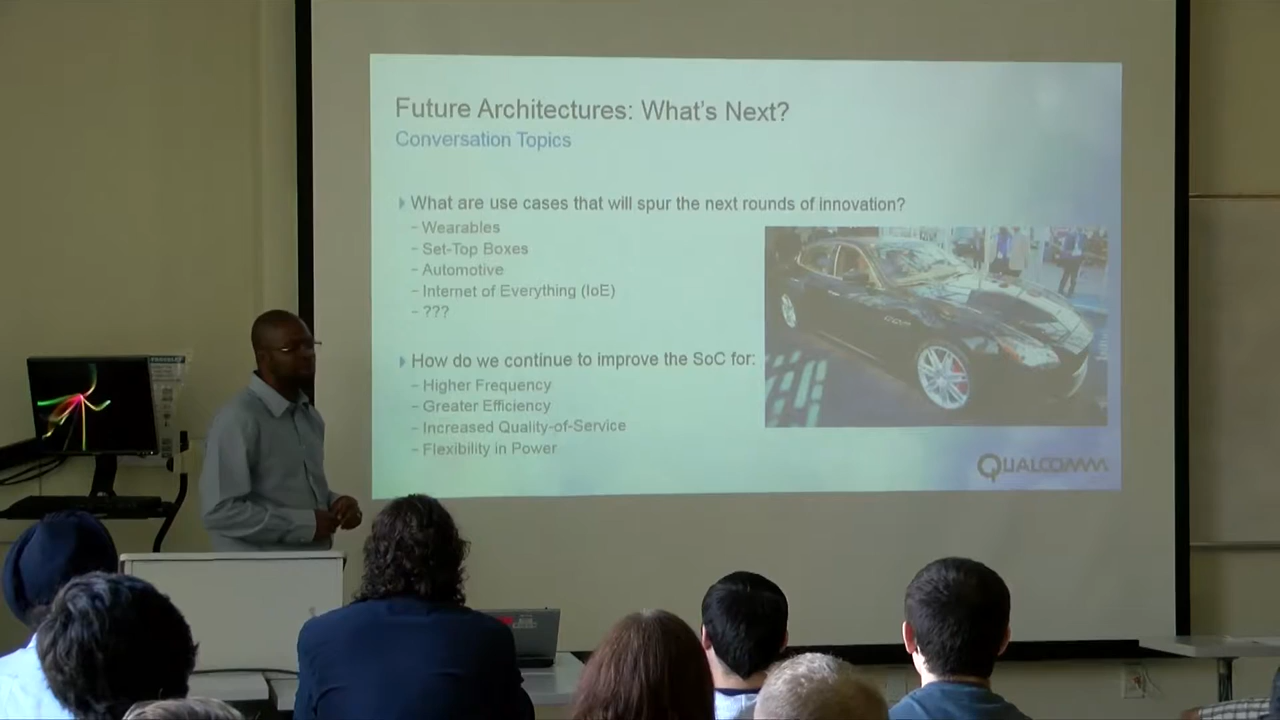 Future Architectures: What's Next?
Conversation Topics
What are use cases that will spur the next rounds of innovation?
- Wearables
- Set-Top Boxes
- Automotive
- Internet of Everything (IoE)
- ???
How do we continue to improve the SoC for:
- Higher Frequency
- Greater Efficiency
- Increased Quality-of-Service
- Flexibility in Power
QUALCOMM